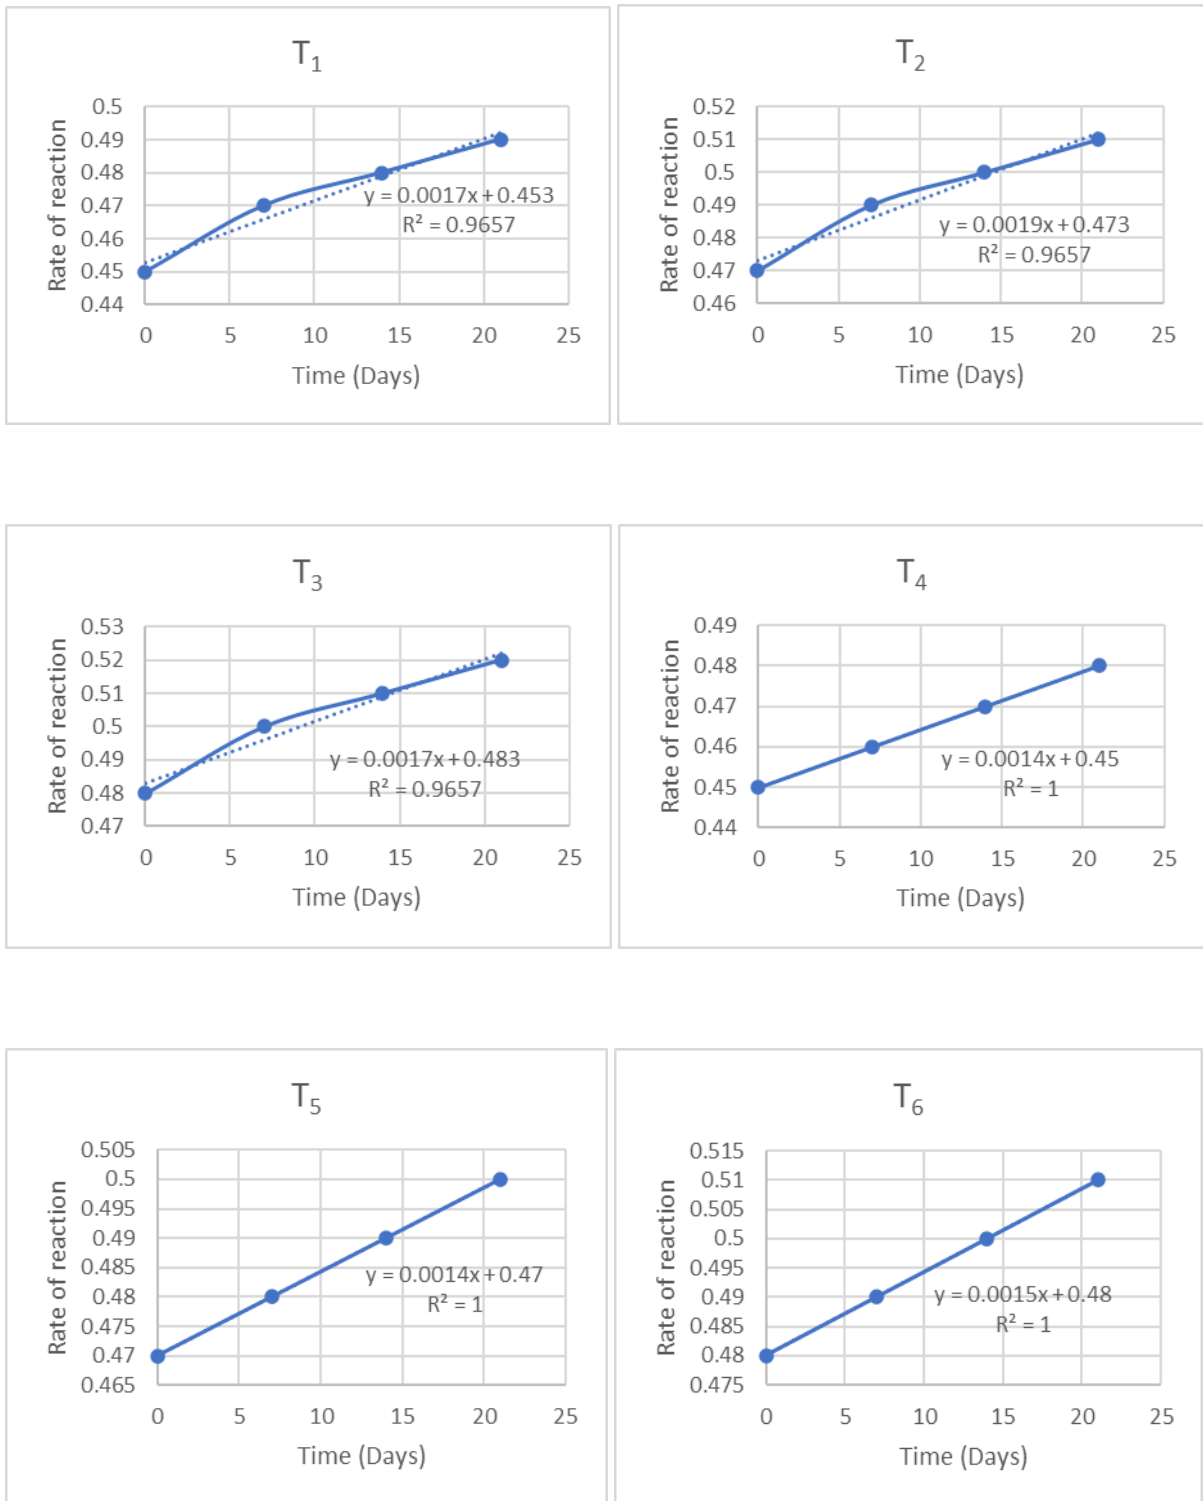 T₁
0.5
0.49
0.48
0.47
0.46
0.45
0.44
Rate of reaction
y = 0.0017x + 0.453
R² = 0.9657
0 5 10 15 20 25
Time (Days)
T₂
0.52
0.51
0.5
0.49
0.48
0.47
0.46
Rate of reaction
y = 0.0019x + 0.473
R² = 0.9657
0 5 10 15 20 25
Time (Days)
T₃
0.53
0.52
0.51
0.5
0.49
0.48
0.47
Rate of reaction
y = 0.0017x + 0.483
R² = 0.9657
0 5 10 15 20 25
Time (Days)
T₄
0.49
0.48
0.47
0.46
0.45
0.44
Rate of reaction
y = 0.0014x + 0.45
R² = 1
0 5 10 15 20 25
Time (Days)
T₅
0.505
0.5
0.495
0.49
0.485
0.48
0.475
0.47
0.465
Rate of reaction
y = 0.0014x + 0.47
R² = 1
0 5 10 15 20 25
Time (Days)
T₆
0.515
0.51
0.505
0.5
0.495
0.49
0.485
0.48
0.475
Rate of reaction
y = 0.0015x + 0.48
R² = 1
0 5 10 15 20 25
Time (Days)